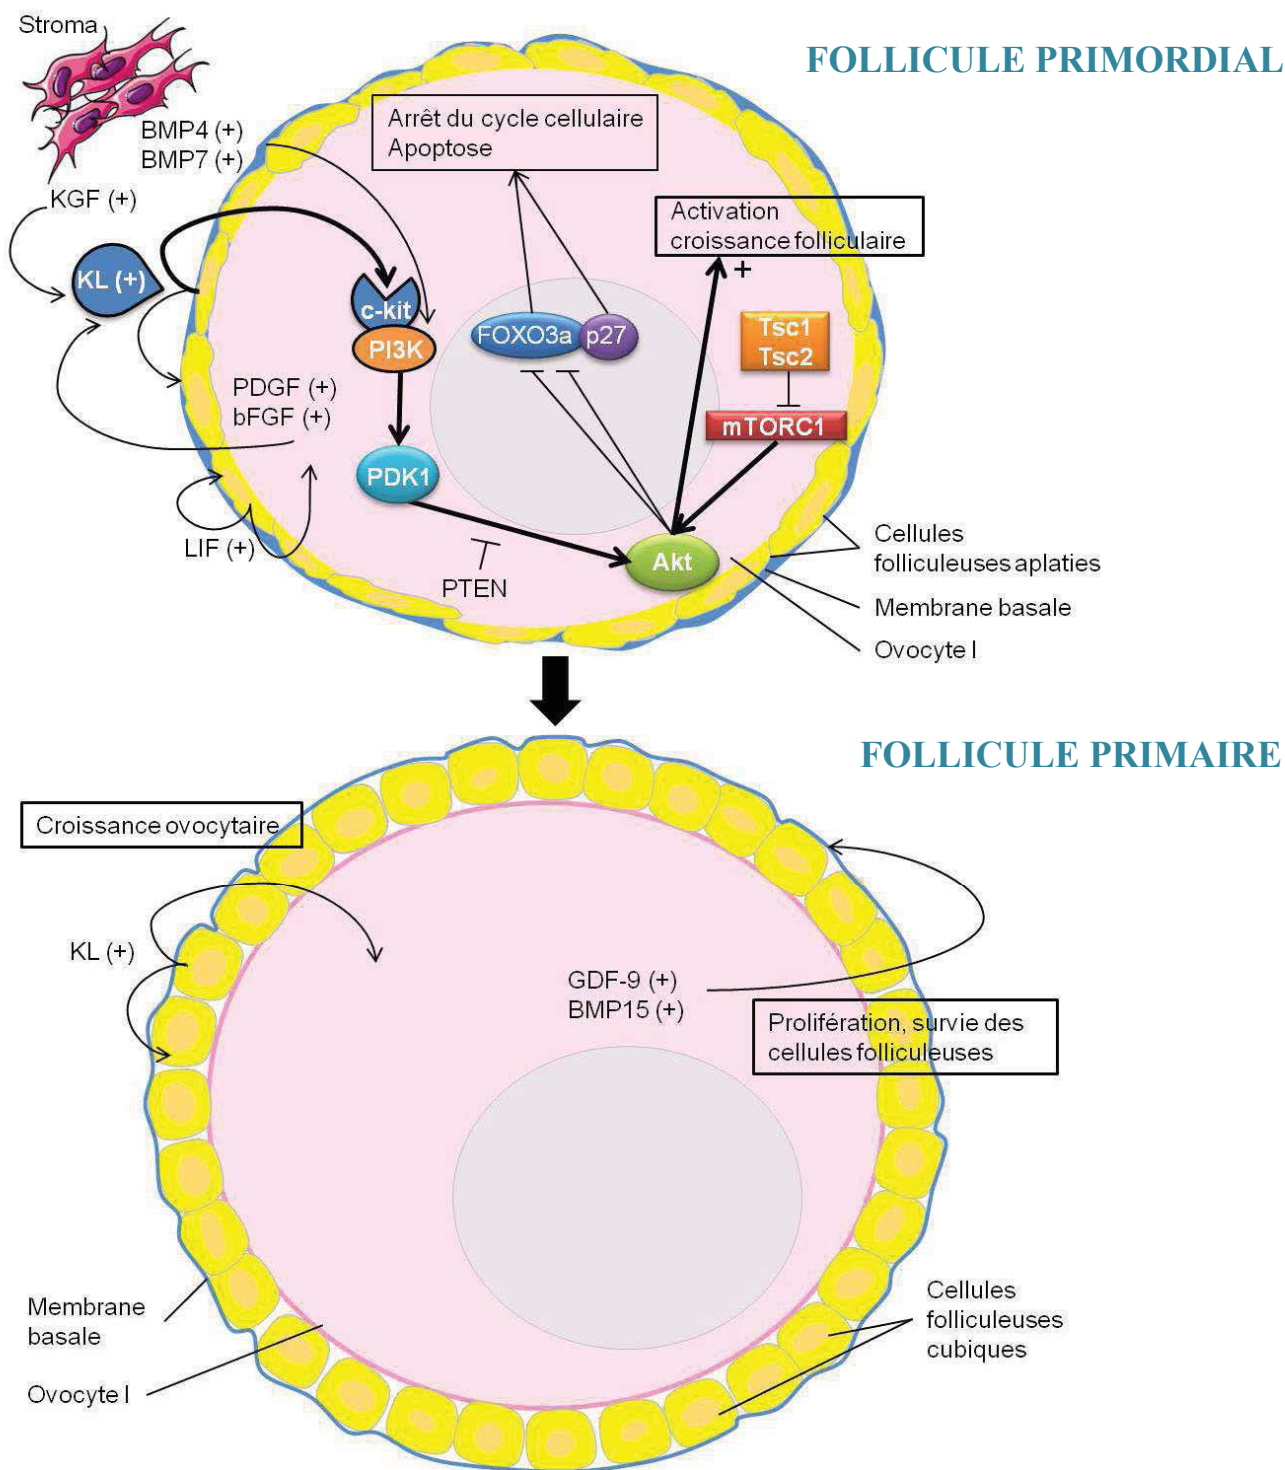 Stroma
FOLLICULE PRIMORDIAL
BMP4 (+)
BMP7 (+)
KGF (+)
KL (+)
Arrêt du cycle cellulaire
Apoptose
Activation
croissance folliculaire
+
c-kit
PI3K
FOXO3a
p27
Tsc1
Tsc2
mTORC1
PDGF (+)
bFGF (+)
PDK1
LIF (+)
PTEN
Akt
Cellules
folliculeuses aplaties
Membrane basale
Ovocyte I
FOLLICULE PRIMAIRE
Croissance ovocytaire
KL (+)
GDF-9 (+)
BMP15 (+)
Prolifération, survie des
cellules folliculeuses
Membrane
basale
Ovocyte I
Cellules
folliculeuses
cubiques